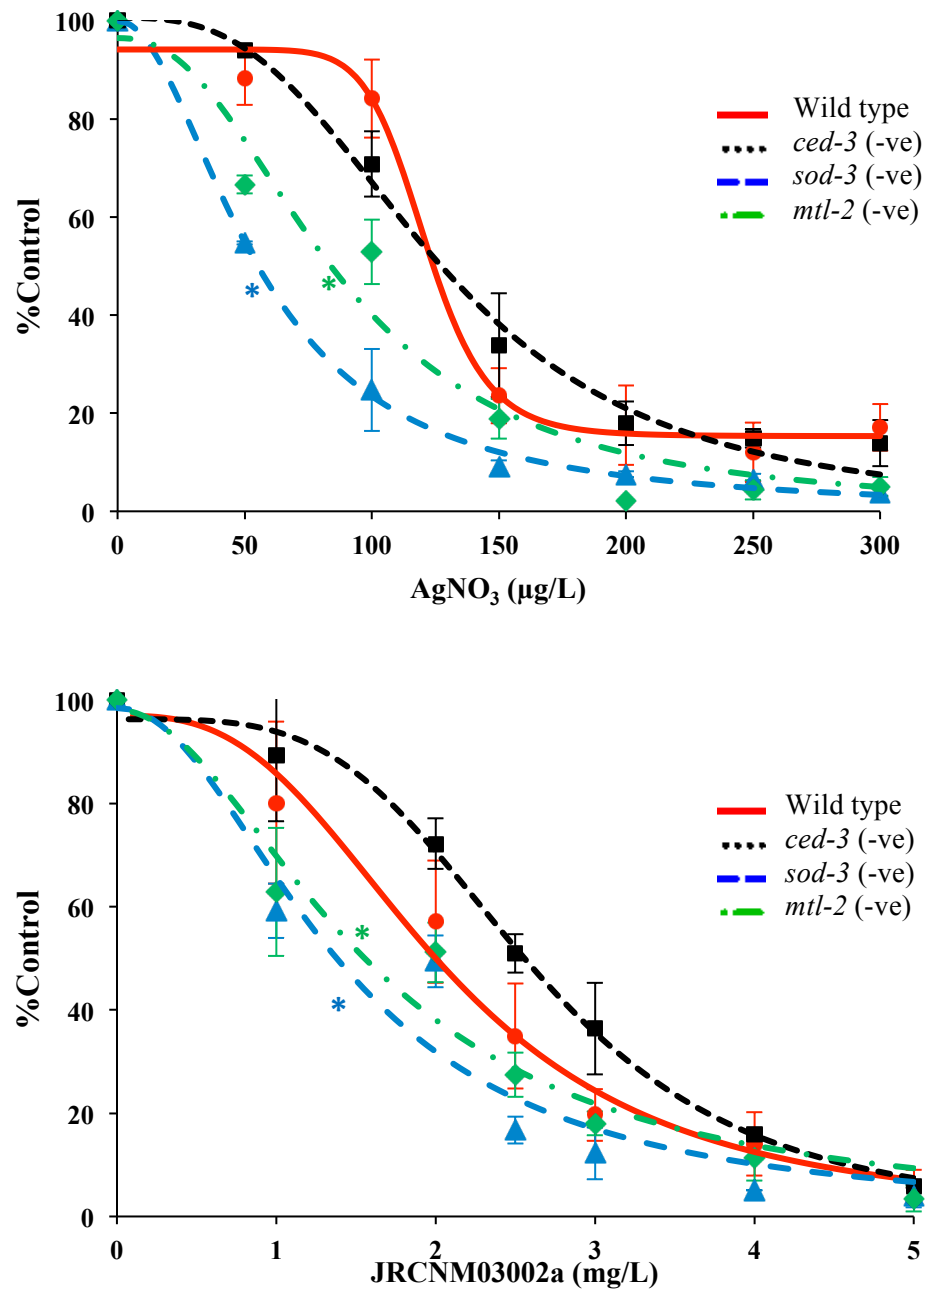 100
80
60
40
20
0
%Control
Wild type
ced-3 (-ve)
sod-3 (-ve)
mtl-2 (-ve)
*
*
0 50 100 150 200 250 300
AgNO₃ (µg/L)
100
80
60
40
20
0
%Control
Wild type
ced-3 (-ve)
sod-3 (-ve)
mtl-2 (-ve)
*
*
0 1 2 3 4 5
JRCNM03002a (mg/L)